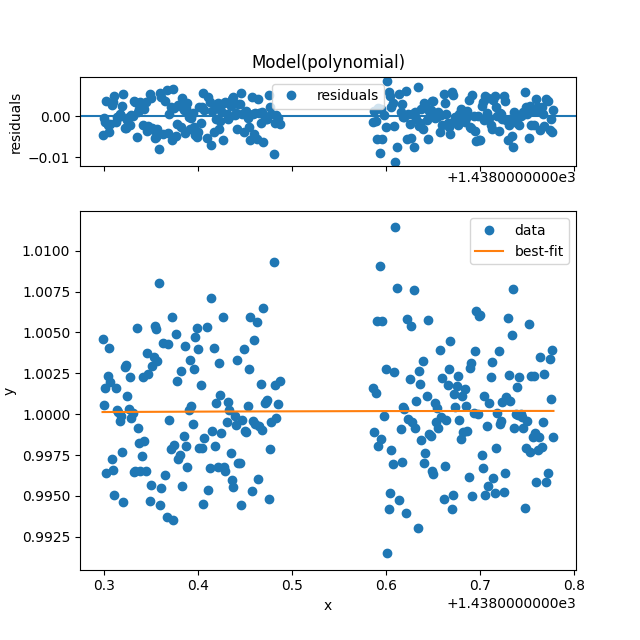 Model(polynomial)
residuals
residuals
0.00
−0.01
+1.4380000000e3
y
1.0100
1.0075
1.0050
1.0025
1.0000
0.9975
0.9950
0.9925
data
best-fit
0.3 0.4 0.5 0.6 0.7 0.8
x
+1.4380000000e3